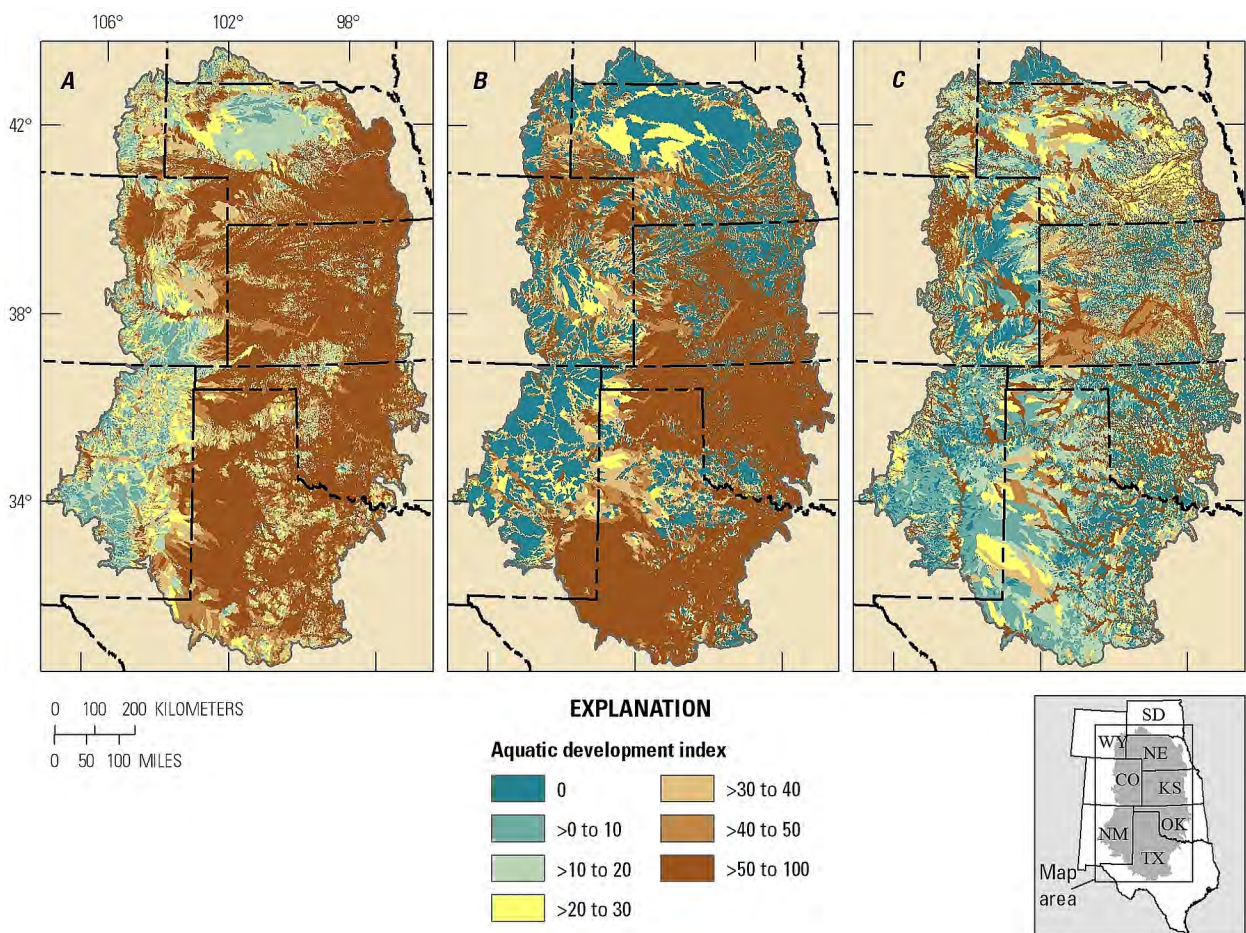 106° 102° 98°
A B C
42°
38°
34°
0 100 200 KILOMETERS
0 50 100 MILES
EXPLANATION
Aquatic development index
0 >30 to 40
>0 to 10 >40 to 50
>10 to 20 >50 to 100
>20 to 30
SD
WY NE
CO KS
NM OK
TX
Map
area